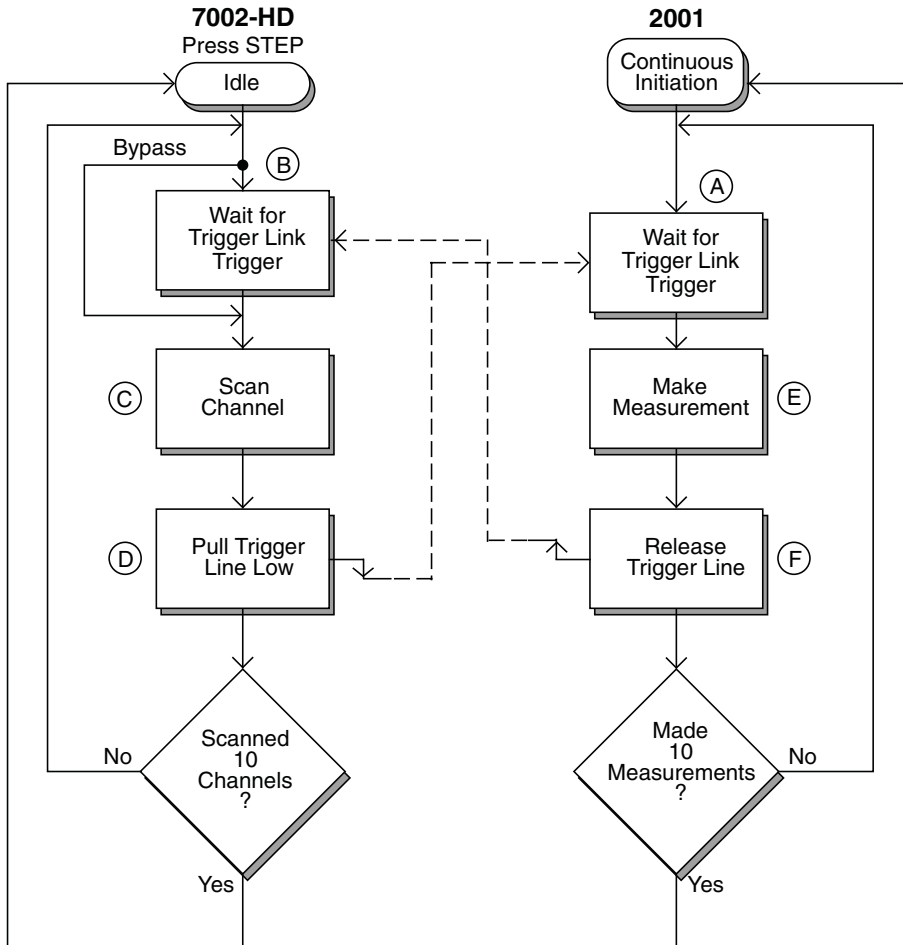 7002-HD
Press STEP
Idle
Bypass
B
Wait for
Trigger Link
Trigger
C
Scan
Channel
D
Pull Trigger
Line Low
No
Scanned
10
Channels
?
Yes
2001
Continuous
Initiation
A
Wait for
Trigger Link
Trigger
Make
Measurement
E
Release
Trigger Line
F
Made
10
Measurements
?
No
Yes